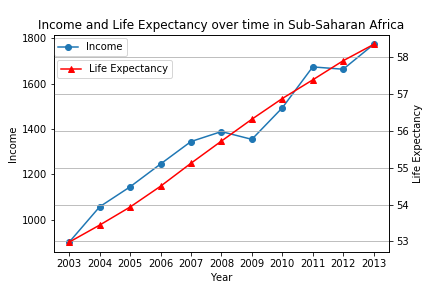 Income and Life Expectancy over time in Sub-Saharan Africa
Income
Life Expectancy
1800
1600
1400
1200
1000
Income
58
57
56
55
54
53
Life Expectancy
2003 2004 2005 2006 2007 2008 2009 2010 2011 2012 2013
Year